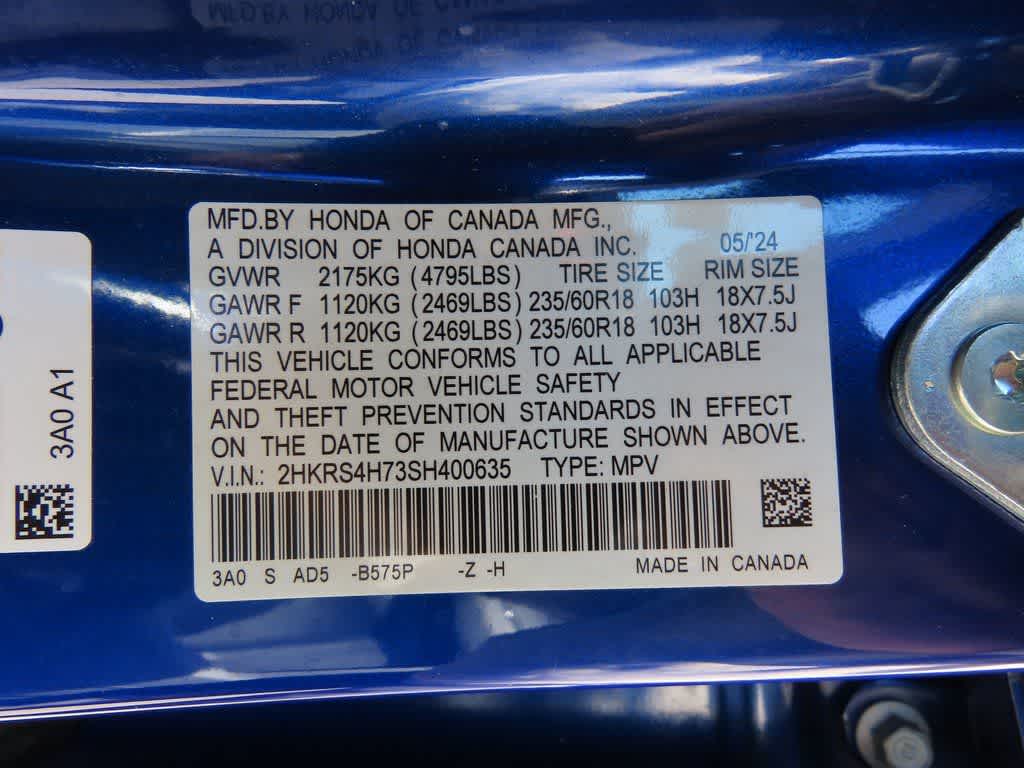 MFD.BY HONDA OF CANADA MFG.,
A DIVISION OF HONDA CANADA INC. 05/'24
GVWR 2175KG (4795LBS) TIRE SIZE RIM SIZE
GAWR F 1120KG (2469LBS) 235/60R18 103H 18X7.5J
GAWR R 1120KG (2469LBS) 235/60R18 103H 18X7.5J
THIS VEHICLE CONFORMS TO ALL APPLICABLE
FEDERAL MOTOR VEHICLE SAFETY
AND THEFT PREVENTION STANDARDS IN EFFECT
ON THE DATE OF MANUFACTURE SHOWN ABOVE.
V.I.N.: 2HKRS4H73SH400635 TYPE: MPV
3A0 S AD5 -B575P -Z -H MADE IN CANADA
3A0 A1